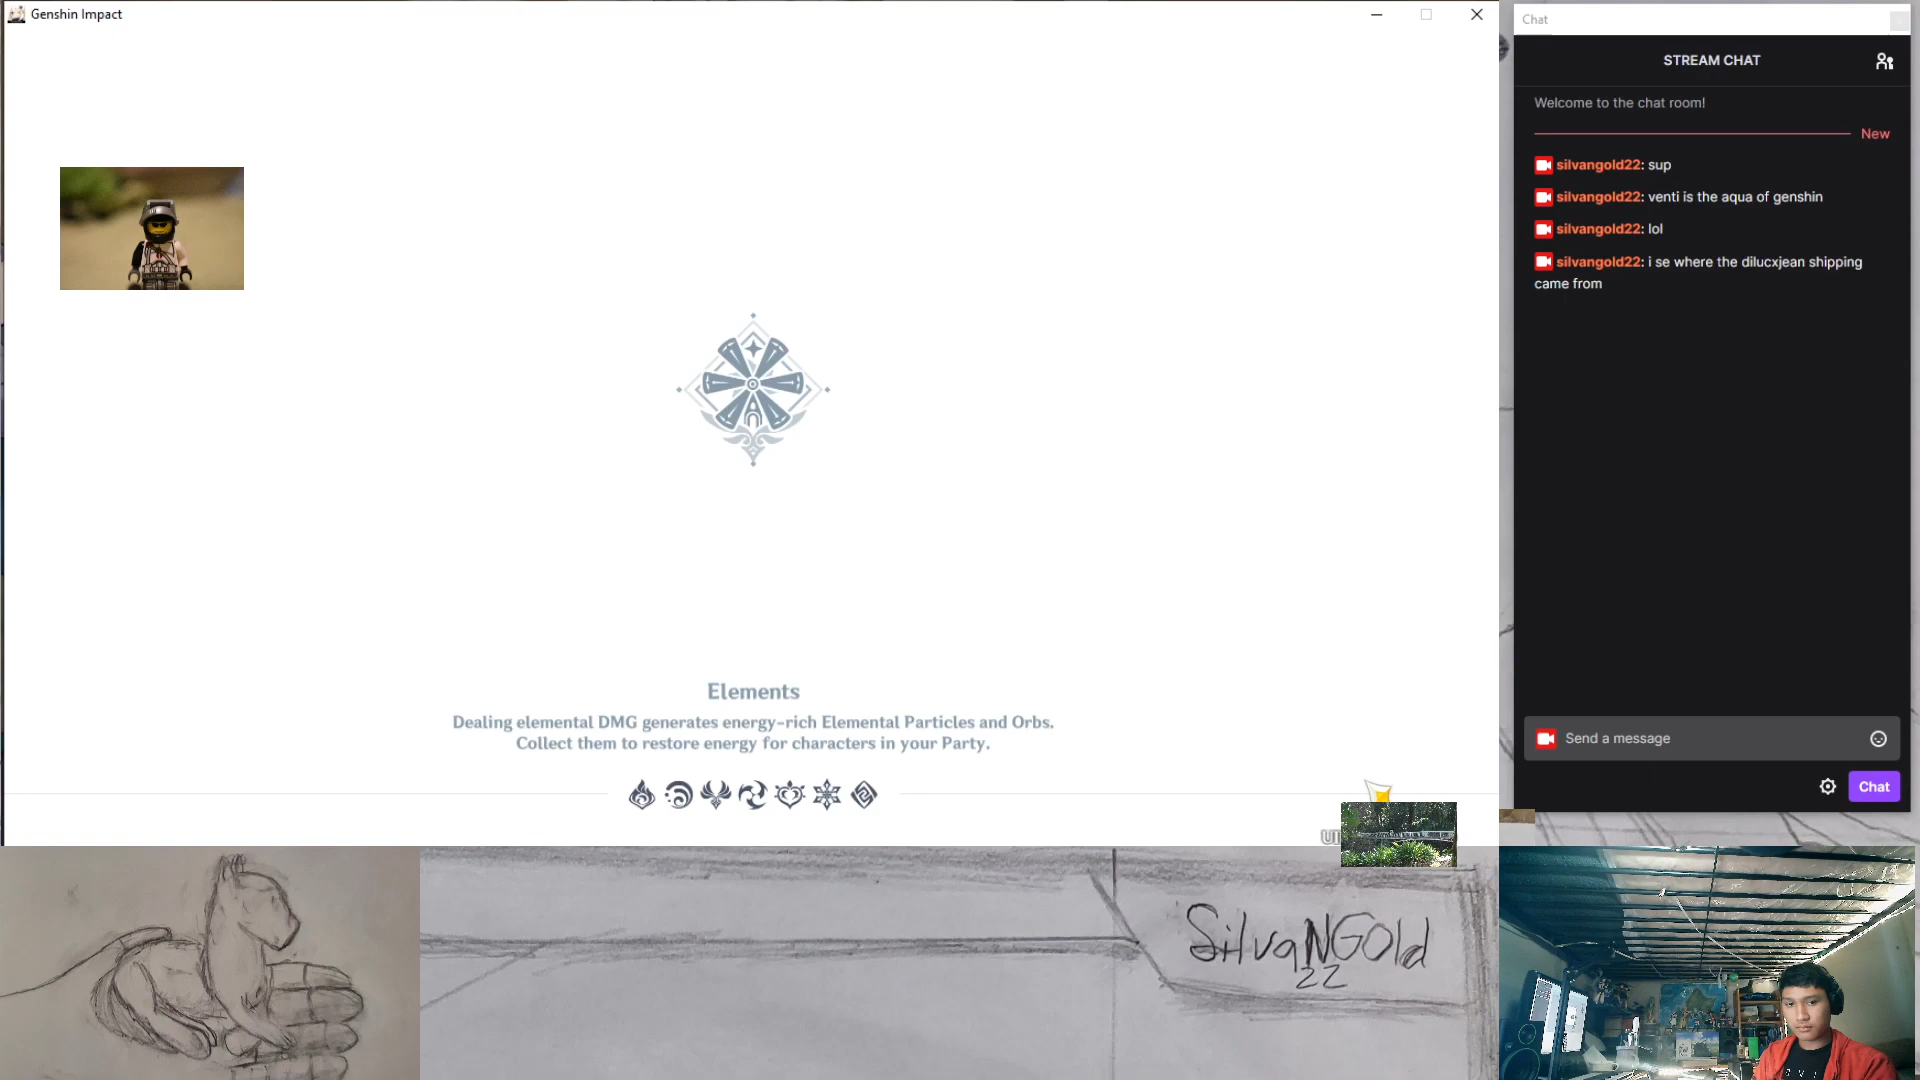 Genshin Impact
Chat
STREAM CHAT
Welcome to the chat room!
New
silvangold22: sup
silvangold22: venti is the aqua of genshin
silvangold22: lol
silvangold22: i se where the dilucxjean shipping
came from
Elements
Dealing elemental DMG generates energy-rich Elemental Particles and Orbs.
Collect them to restore energy for characters in your Party.
Send a message
Chat
SilvaNGOld
22